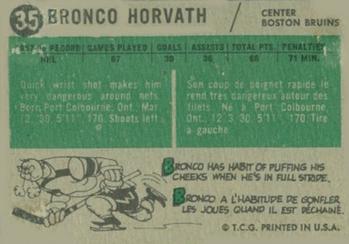 35 BRONCO HORVATH / CENTER
BOSTON BRUINS
RECORD GAMES PLAYED GOALS ASSISTS POINTS PENALTIES
NHL 67 30 36 66 71 MIN.
Quick wrist shot makes him
very dangerous around nets.
Born Port Colbourne, Ont. Mar.
12, 3 30, 5'11", 170. Shoots left
Son coup de poignet rapide le rend
tres dangereux autour des
filets. Né à Port Colbourne,
Ont. 12 3 30, 5'11", 170. Tire
a gauche
BRONCO HAS HABIT OF PUFFING HIS
CHEEKS WHEN HE'S IN FULL STRIDE.
BRONCO A L'HABITUDE DE GONFLER
LES JOUES QUAND IL EST DÉCHAINÉ.
© T.C.G. PRINTED IN U.S.A.